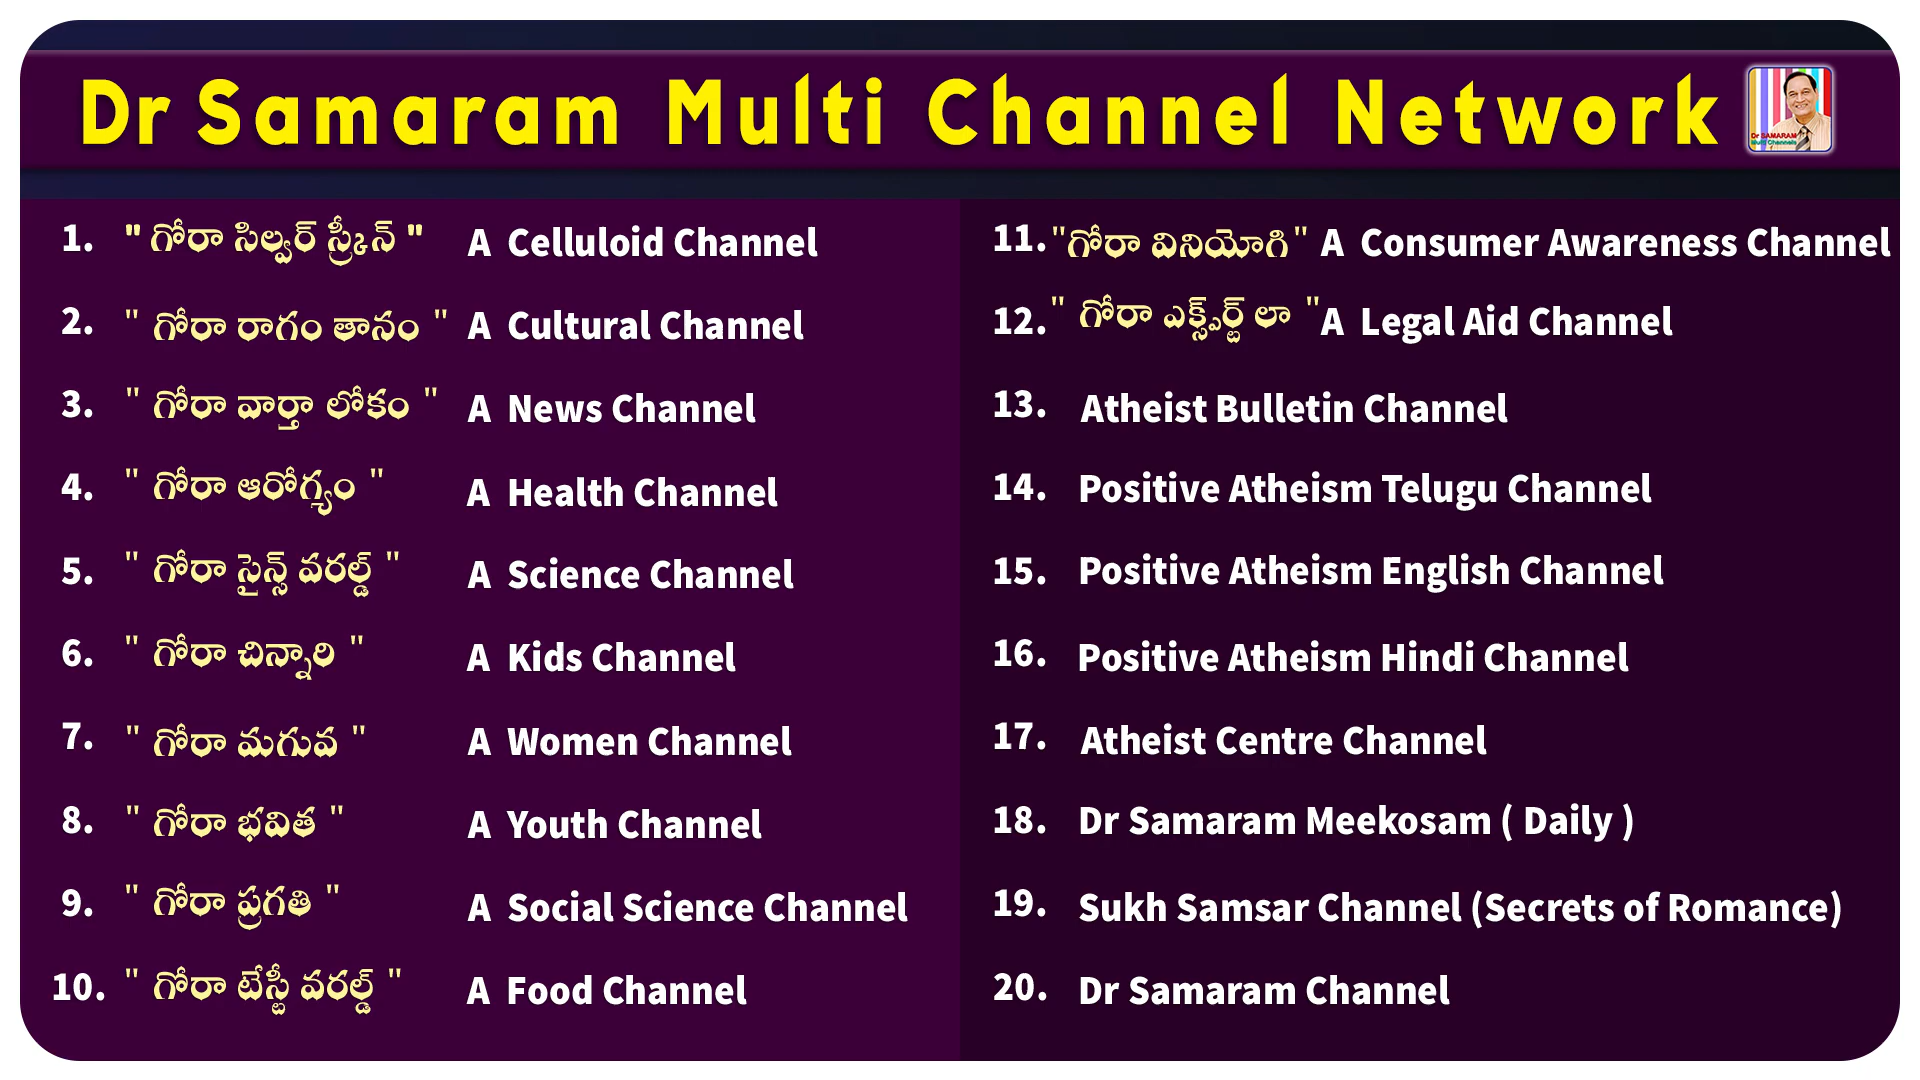 Dr Samaram Multi Channel Network
Dr SAMARAM
Multi Channels
1. " గోరా సిల్వర్ స్క్రీన్ " A Celluloid Channel
2. " గోరా రాగం తానం " A Cultural Channel
3. " గోరా వార్తా లోకం " A News Channel
4. " గోరా ఆరోగ్యం " A Health Channel
5. " గోరా సైన్స్ వరల్డ్ " A Science Channel
6. " గోరా చిన్నారి " A Kids Channel
7. " గోరా మగువ " A Women Channel
8. " గోరా భవిత " A Youth Channel
9. " గోరా ప్రగతి " A Social Science Channel
10. " గోరా టేస్టీ వరల్డ్ " A Food Channel
11. "గోరా వినియోగి" A Consumer Awareness Channel
12. " గోరా ఎక్స్పర్ట్ లా " A Legal Aid Channel
13. Atheist Bulletin Channel
14. Positive Atheism Telugu Channel
15. Positive Atheism English Channel
16. Positive Atheism Hindi Channel
17. Atheist Centre Channel
18. Dr Samaram Meekosam ( Daily )
19. Sukh Samsar Channel (Secrets of Romance)
20. Dr Samaram Channel